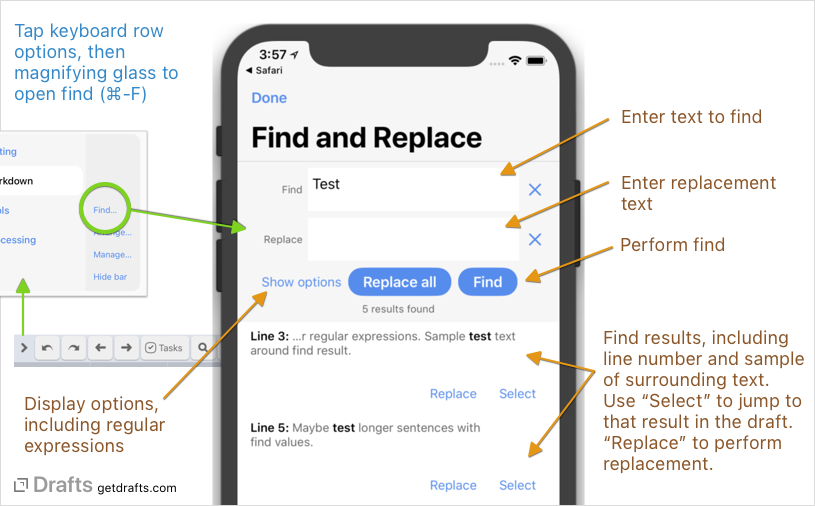 Tap keyboard row
options, then
magnifying glass to
open find (⌘-F)
ting
rkdown
ols
ocessing
Find...
Arrange...
Manage...
Hide bar
Tasks
3:57
Safari
Done
Find and Replace
Find
Test
Replace
Show options
Replace all
Find
5 results found
Line 3: ...r regular expressions. Sample test text
around find result.
Replace
Select
Line 5: Maybe test longer sentences with
find values.
Replace
Select
Enter text to find
Enter replacement
text
Perform find
Find results, including
line number and sample
of surrounding text.
Use “Select” to jump to
that result in the draft.
“Replace” to perform
replacement.
Display options,
including regular
expressions
Drafts getdrafts.com